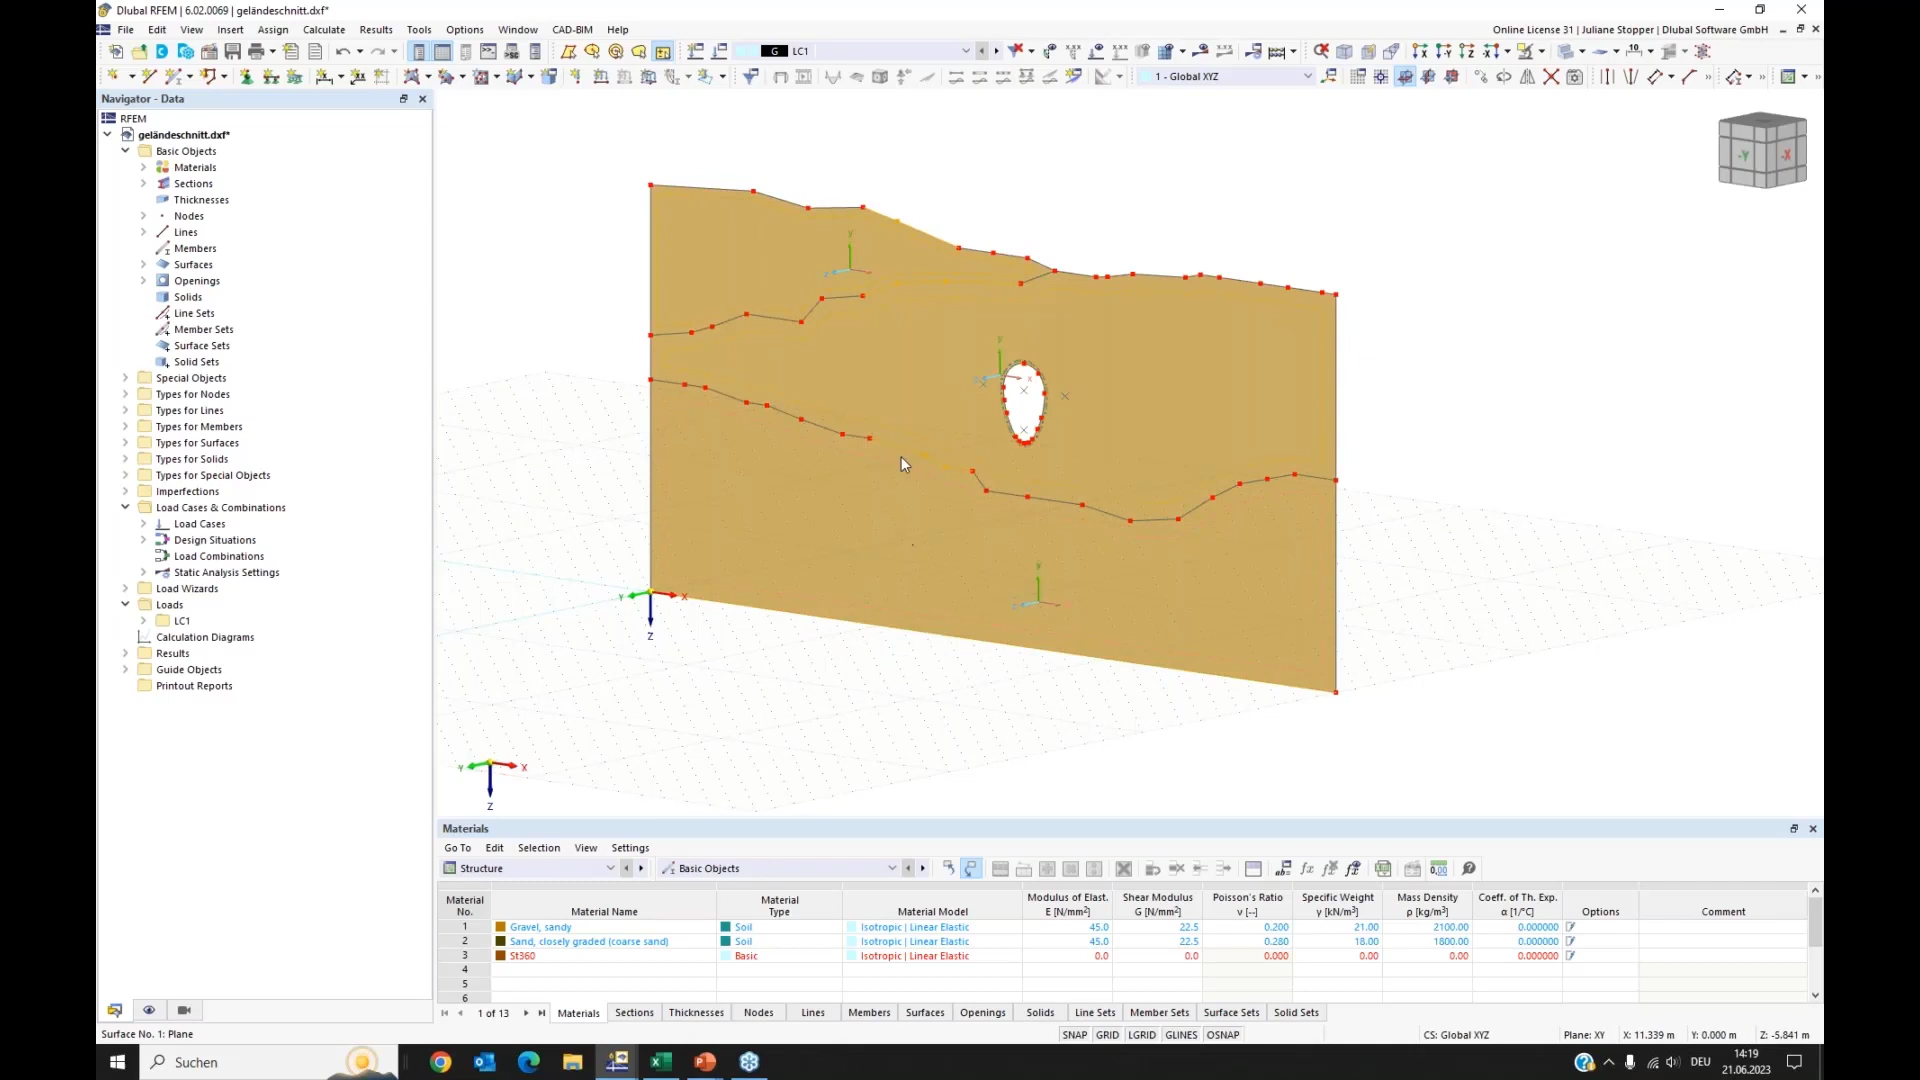 Dlubal RFEM | 6.02.0069 | geländeschnitt.dxf*
File Edit View Insert Assign Calculate Results Tools Options Window CAD-BIM Help
Online License 31 | Juliane Stopper | Dlubal Software GmbH
G LC1
1 - Global XYZ
Navigator - Data
RFEM
geländeschnitt.dxf*
Basic Objects
Materials
Sections
Thicknesses
Nodes
Lines
Members
Surfaces
Openings
Solids
Line Sets
Member Sets
Surface Sets
Solid Sets
Special Objects
Types for Nodes
Types for Lines
Types for Members
Types for Surfaces
Types for Solids
Types for Special Objects
Imperfections
Load Cases & Combinations
Load Cases
Design Situations
Load Combinations
Static Analysis Settings
Load Wizards
Loads
LC1
Calculation Diagrams
Results
Guide Objects
Printout Reports
-Y -X
Y X
Z
Y X
Z
Materials
Go To Edit Selection View Settings
Structure Basic Objects
Material No. Material Name Material Type Material Model Modulus of Elast. E [N/mm²] Shear Modulus G [N/mm²] Poisson's Ratio ν [--] Specific Weight γ [kN/m³] Mass Density ρ [kg/m³] Coeff. of Th. Exp. α [1/°C] Options Comment
1 Gravel, sandy Soil Isotropic | Linear Elastic 45.0 22.5 0.200 21.00 2100.00 0.000000
2 Sand, closely graded (coarse sand) Soil Isotropic | Linear Elastic 45.0 22.5 0.280 18.00 1800.00 0.000000
3 St360 Basic Isotropic | Linear Elastic 0.0 0.0 0.000 0.00 0.00 0.000000
4
5
6
1 of 13 Materials Sections Thicknesses Nodes Lines Members Surfaces Openings Solids Line Sets Member Sets Surface Sets Solid Sets
Surface No. 1: Plane
SNAP GRID LGRID GLINES OSNAP
CS: Global XYZ Plane: XY X: 11.339 m Y: 0.000 m Z: -5.841 m
Suchen
DEU
14:19
21.06.2023